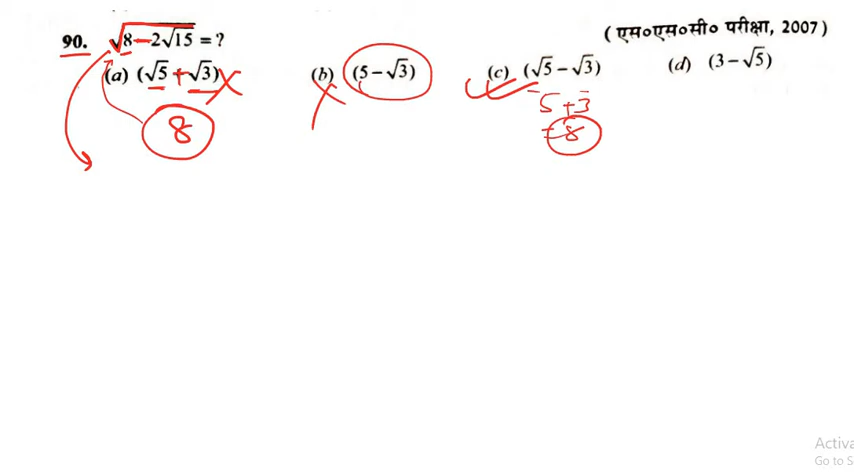 90. √8 − 2√15 = ? (एस०एस०सी० परीक्षा, 2007)
(a) (√5 + √3) (b) (5 − √3) (c) (√5 − √3) (d) (3 − √5)
5 + 3
8 = 8
Activa
Go to S